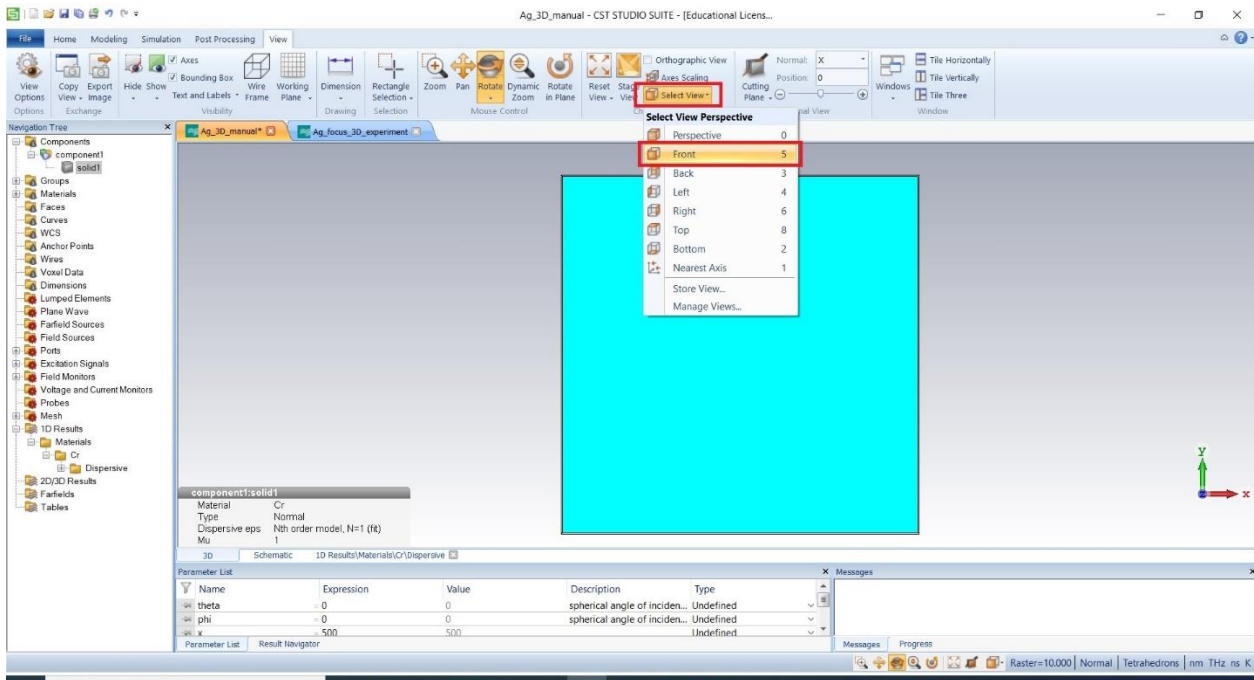 Ag_3D_manual - CST STUDIO SUITE - [Educational Licens...
File Home Modeling Simulation Post Processing View
View Options
Copy View
Export Image
Hide
Show
Axes
Bounding Box
Text and Labels
Wire Frame
Working Plane
Dimension
Rectangle Selection
Zoom
Pan
Rotate
Dynamic Zoom
Rotate in Plane
Reset View
Orthographic View
Axes Scaling
Select View
Cutting Plane
Normal: X
Position: 0
Windows
Tile Horizontally
Tile Vertically
Tile Three
Options Exchange Visibility Drawing Selection Mouse Control Window
Navigation Tree
Components
component1
solid1
Groups
Materials
Faces
Curves
WCS
Anchor Points
Wires
Voxel Data
Dimensions
Lumped Elements
Plane Wave
Farfield Sources
Field Sources
Ports
Excitation Signals
Field Monitors
Voltage and Current Monitors
Probes
Mesh
1D Results
Materials
Cr
Dispersive
2D/3D Results
Farfields
Tables
Ag_3D_manual* Ag_focus_3D_experiment
Select View Perspective
Perspective 0
Front 5
Back 3
Left 4
Right 6
Top 8
Bottom 2
Nearest Axis 1
Store View...
Manage Views...
y
x
component1:solid1
Material Cr
Type Normal
Dispersive eps Nth order model, N=1 (fit)
Mu 1
3D Schematic 1D Results\Materials\Cr\Dispersive
Parameter List
Name Expression Value Description Type
theta = 0 0 spherical angle of inciden... Undefined
phi = 0 0 spherical angle of inciden... Undefined
x = 500 500 Undefined
Parameter List Result Navigator
Messages
Messages Progress
Raster=10.000 Normal Tetrahedrons nm THz ns K